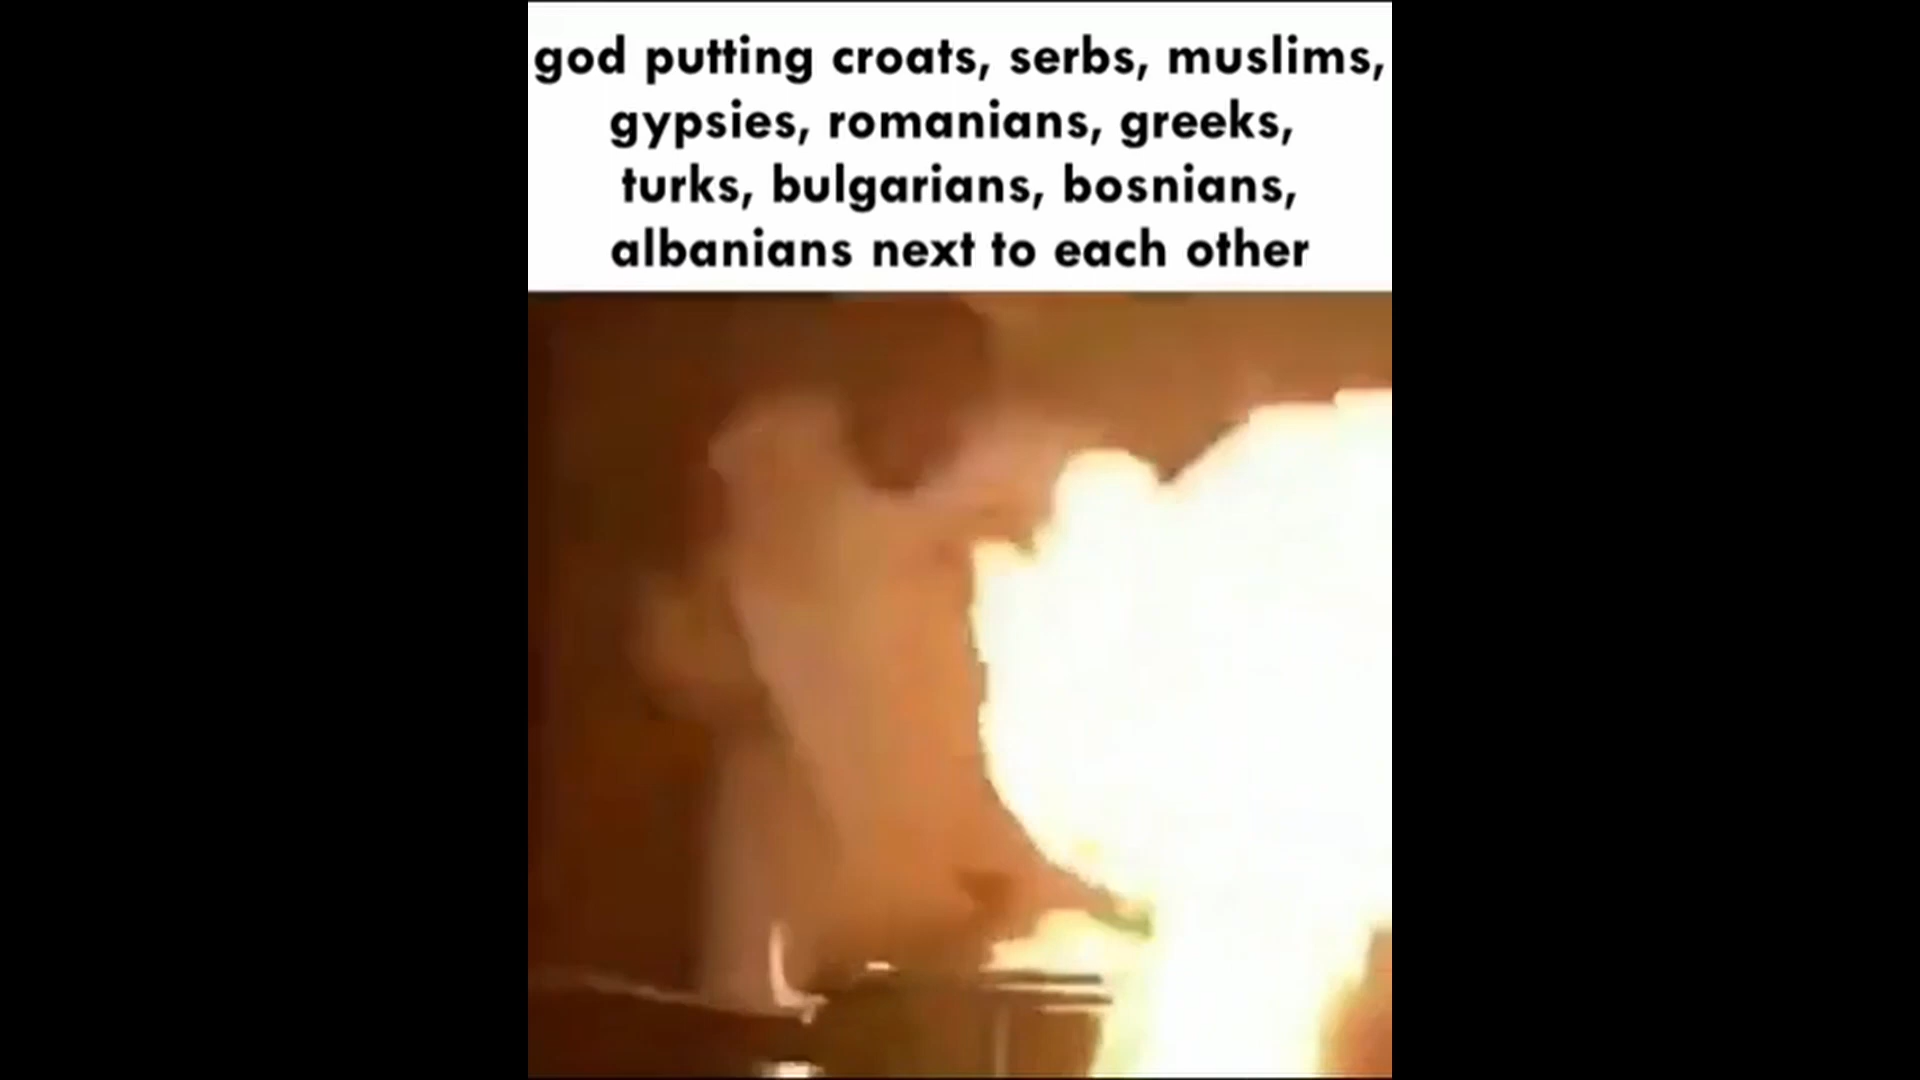 god putting croats, serbs, muslims,
gypsies, romanians, greeks,
turks, bulgarians, bosnians,
albanians next to each other